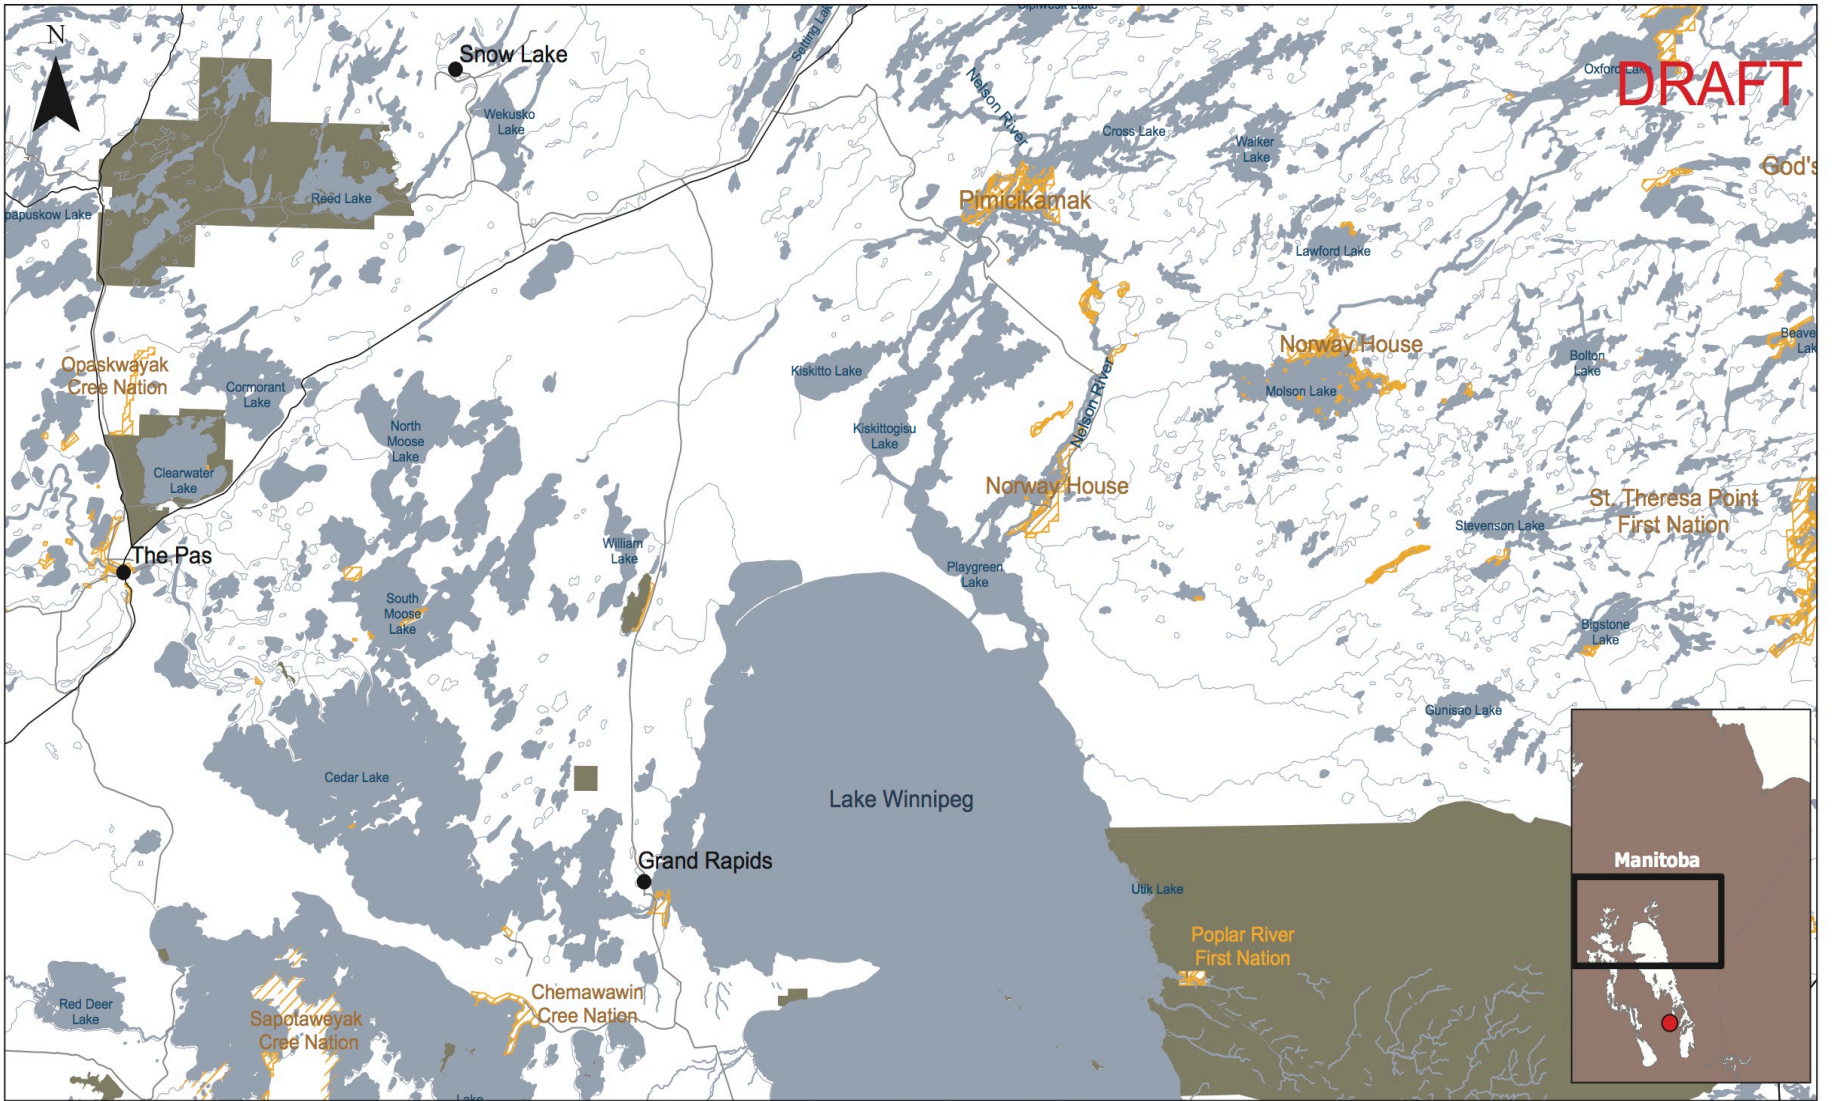 N
Snow Lake
Setting Lake
Nelson River
Oxford Lake
DRAFT
Wekusko
Lake
Cross Lake
Walker
Lake
God's
Reed Lake
papuskow Lake
Pimicikamak
Lawford Lake
Opaskwayak
Cree Nation
Cormorant
Lake
Kiskitto Lake
Norway House
Molson Lake
Bolton
Lake
Beave
Lak
North
Moose
Lake
Kiskittogisu
Lake
Nelson River
Clearwater
Lake
Norway House
St. Theresa Point
First Nation
Stevenson Lake
The Pas
William
Lake
Playgreen
Lake
South
Moose
Lake
Bigstone
Lake
Gunisao Lake
Cedar Lake
Lake Winnipeg
Grand Rapids
Manitoba
Utik Lake
Poplar River
First Nation
Red Deer
Lake
Sapotaweyak
Cree Nation
Chemawawin
Cree Nation
Lake